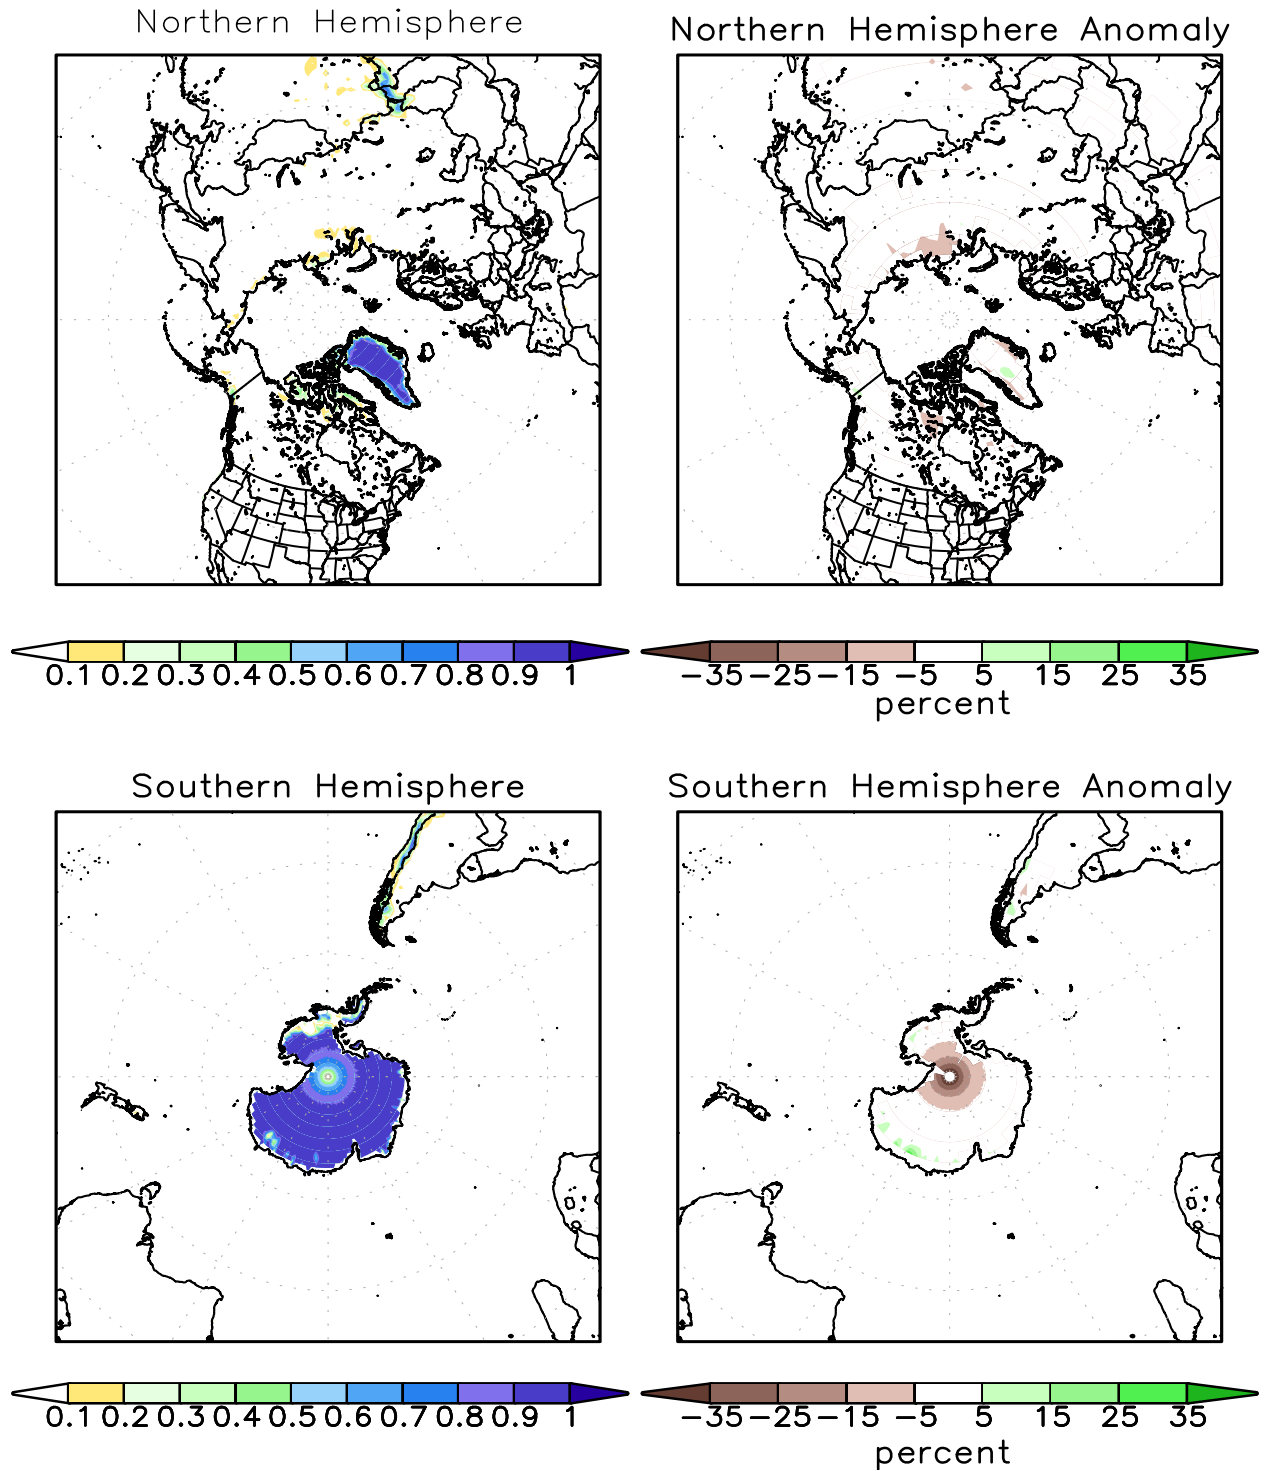 Northern Hemisphere
Northern Hemisphere Anomaly
0.1 0.2 0.3 0.4 0.5 0.6 0.7 0.8 0.9 1
-35 -25 -15 -5 5 15 25 35
percent
Southern Hemisphere
Southern Hemisphere Anomaly
0.1 0.2 0.3 0.4 0.5 0.6 0.7 0.8 0.9 1
-35 -25 -15 -5 5 15 25 35
percent